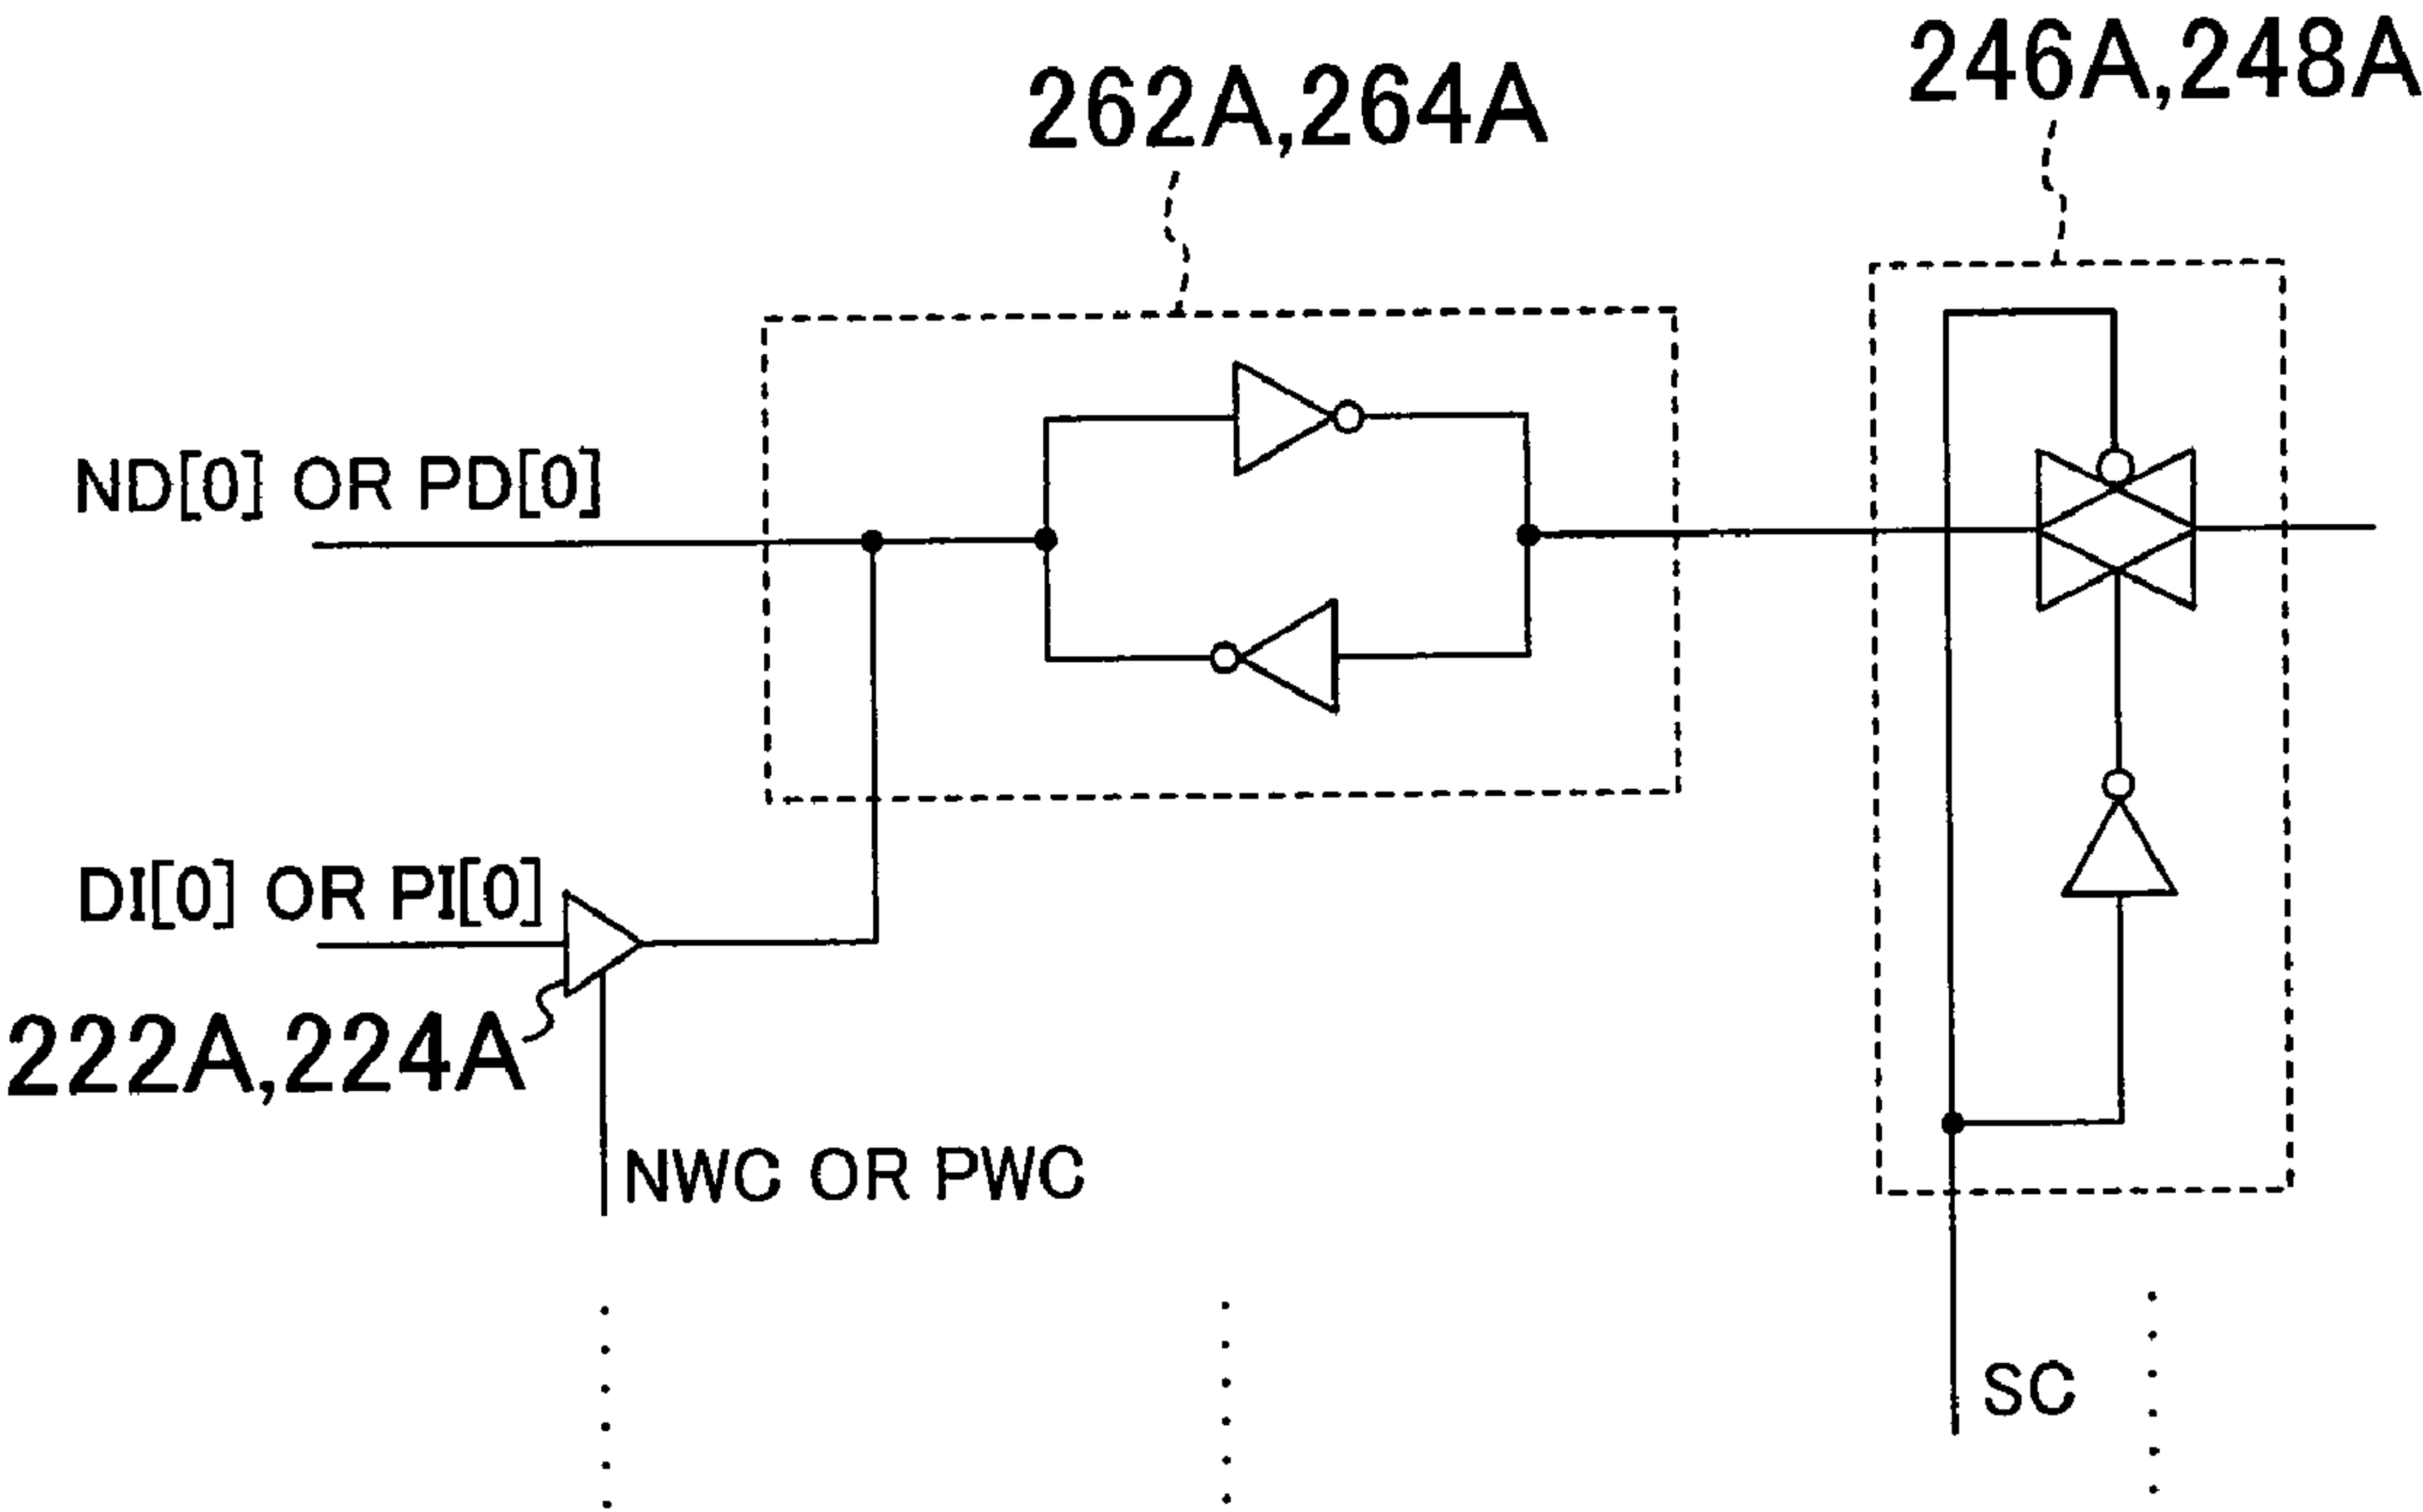 246A,248A
262A,264A
ND[0] OR PD[0]
DI[0] OR PI[0]
222A,224A
NWC OR PWC
SC